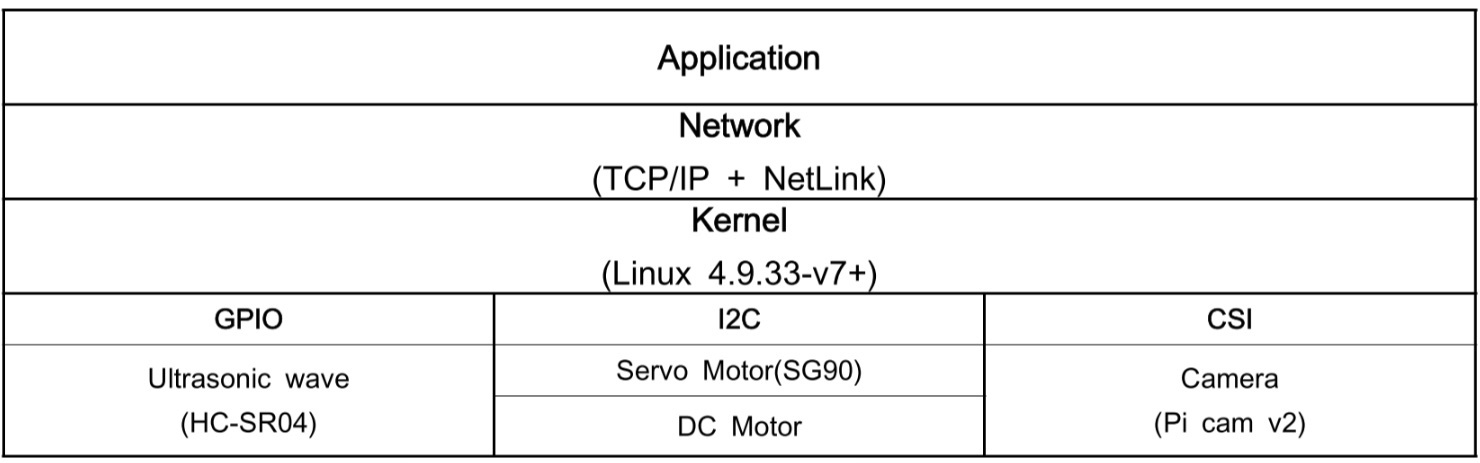 Application
Network
(TCP/IP + NetLink)
Kernel
(Linux 4.9.33-v7+)
GPIO
I2C
CSI
Ultrasonic wave
(HC-SR04)
Servo Motor(SG90)
DC Motor
Camera
(Pi cam v2)